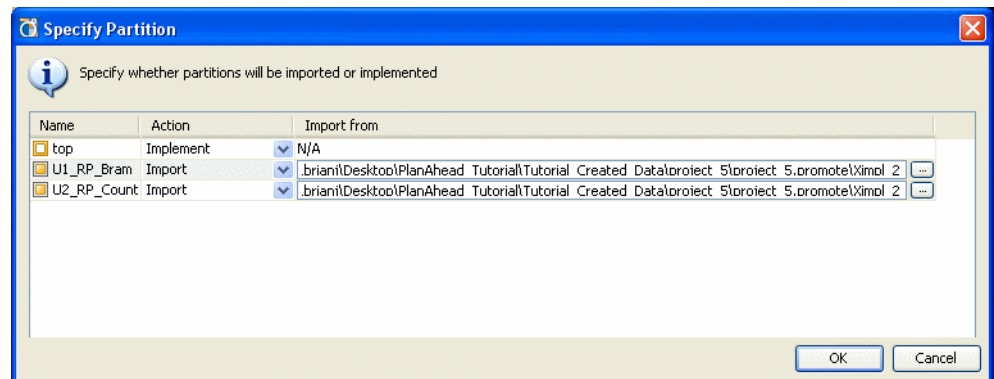 Specify Partition
Specify whether partitions will be imported or implemented
Name Action Import from
top Implement N/A
U1_RP_Bram Import .briani\Desktop\PlanAhead_Tutorial\Tutorial_Created_Data\project_5\project_5.promote\Ximpl_2 ...
U2_RP_Count Import .briani\Desktop\PlanAhead_Tutorial\Tutorial_Created_Data\project_5\project_5.promote\Ximpl_2 ...
OK Cancel